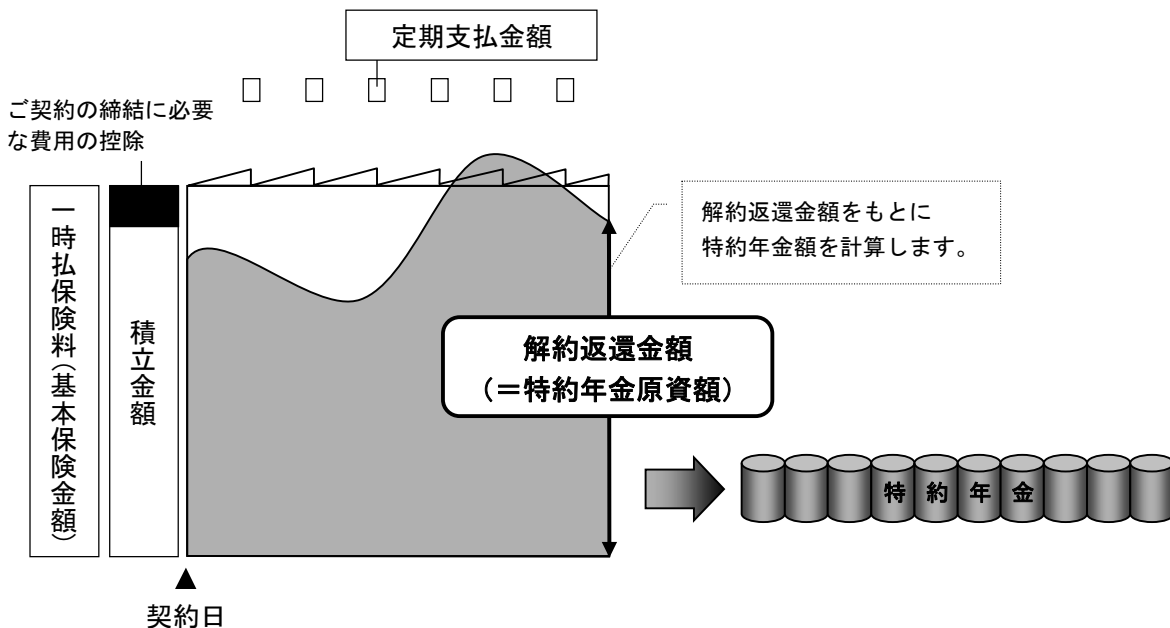 定期支払金額
ご契約の締結に必要
な費用の控除
一時払保険料（基本保険金額）
積立金額
解約返還金額をもとに
特約年金額を計算します。
解約返還金額
（＝特約年金原資額）
特約年金
契約日